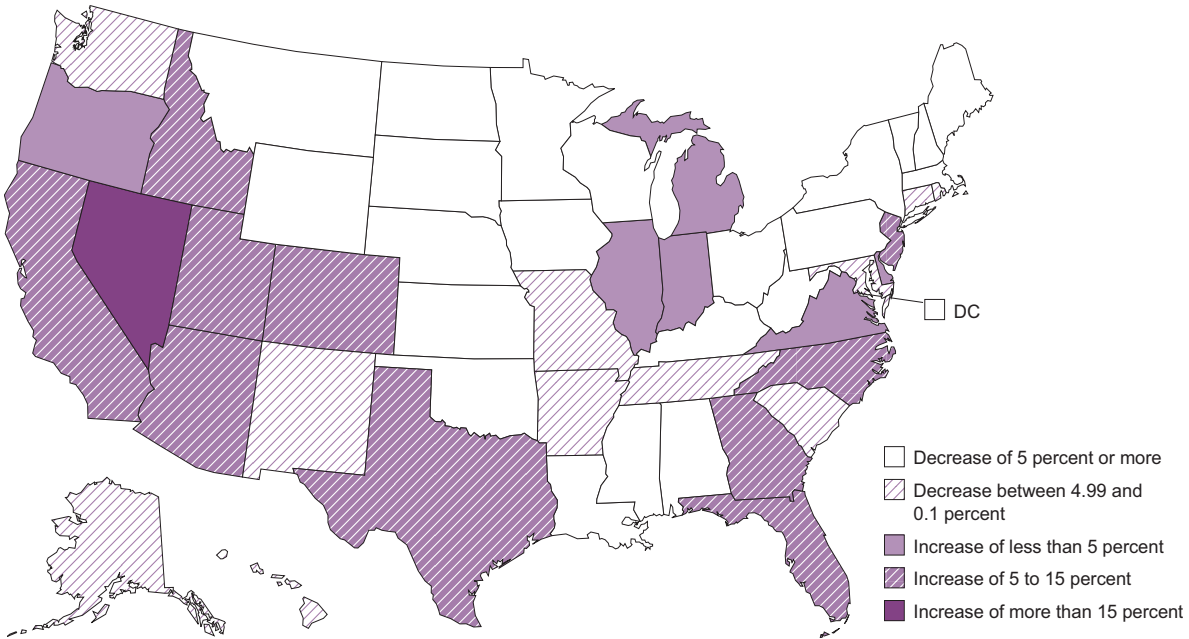 DC
Decrease of 5 percent or more
Decrease between 4.99 and
0.1 percent
Increase of less than 5 percent
Increase of 5 to 15 percent
Increase of more than 15 percent